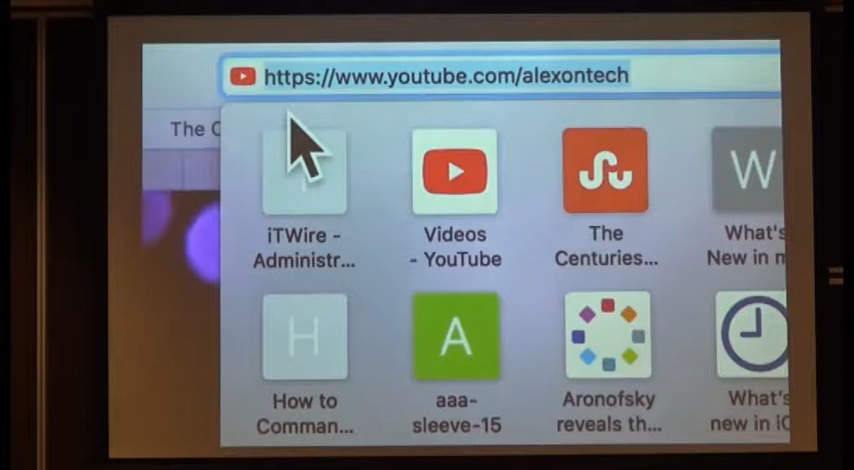 https://www.youtube.com/alexontech
The C
W
iTWire -
Administr...
Videos
- YouTube
The
Centuries...
What's
New in m
H
A
How to
Comman...
aaa-
sleeve-15
Aronofsky
reveals th...
What's
new in iO